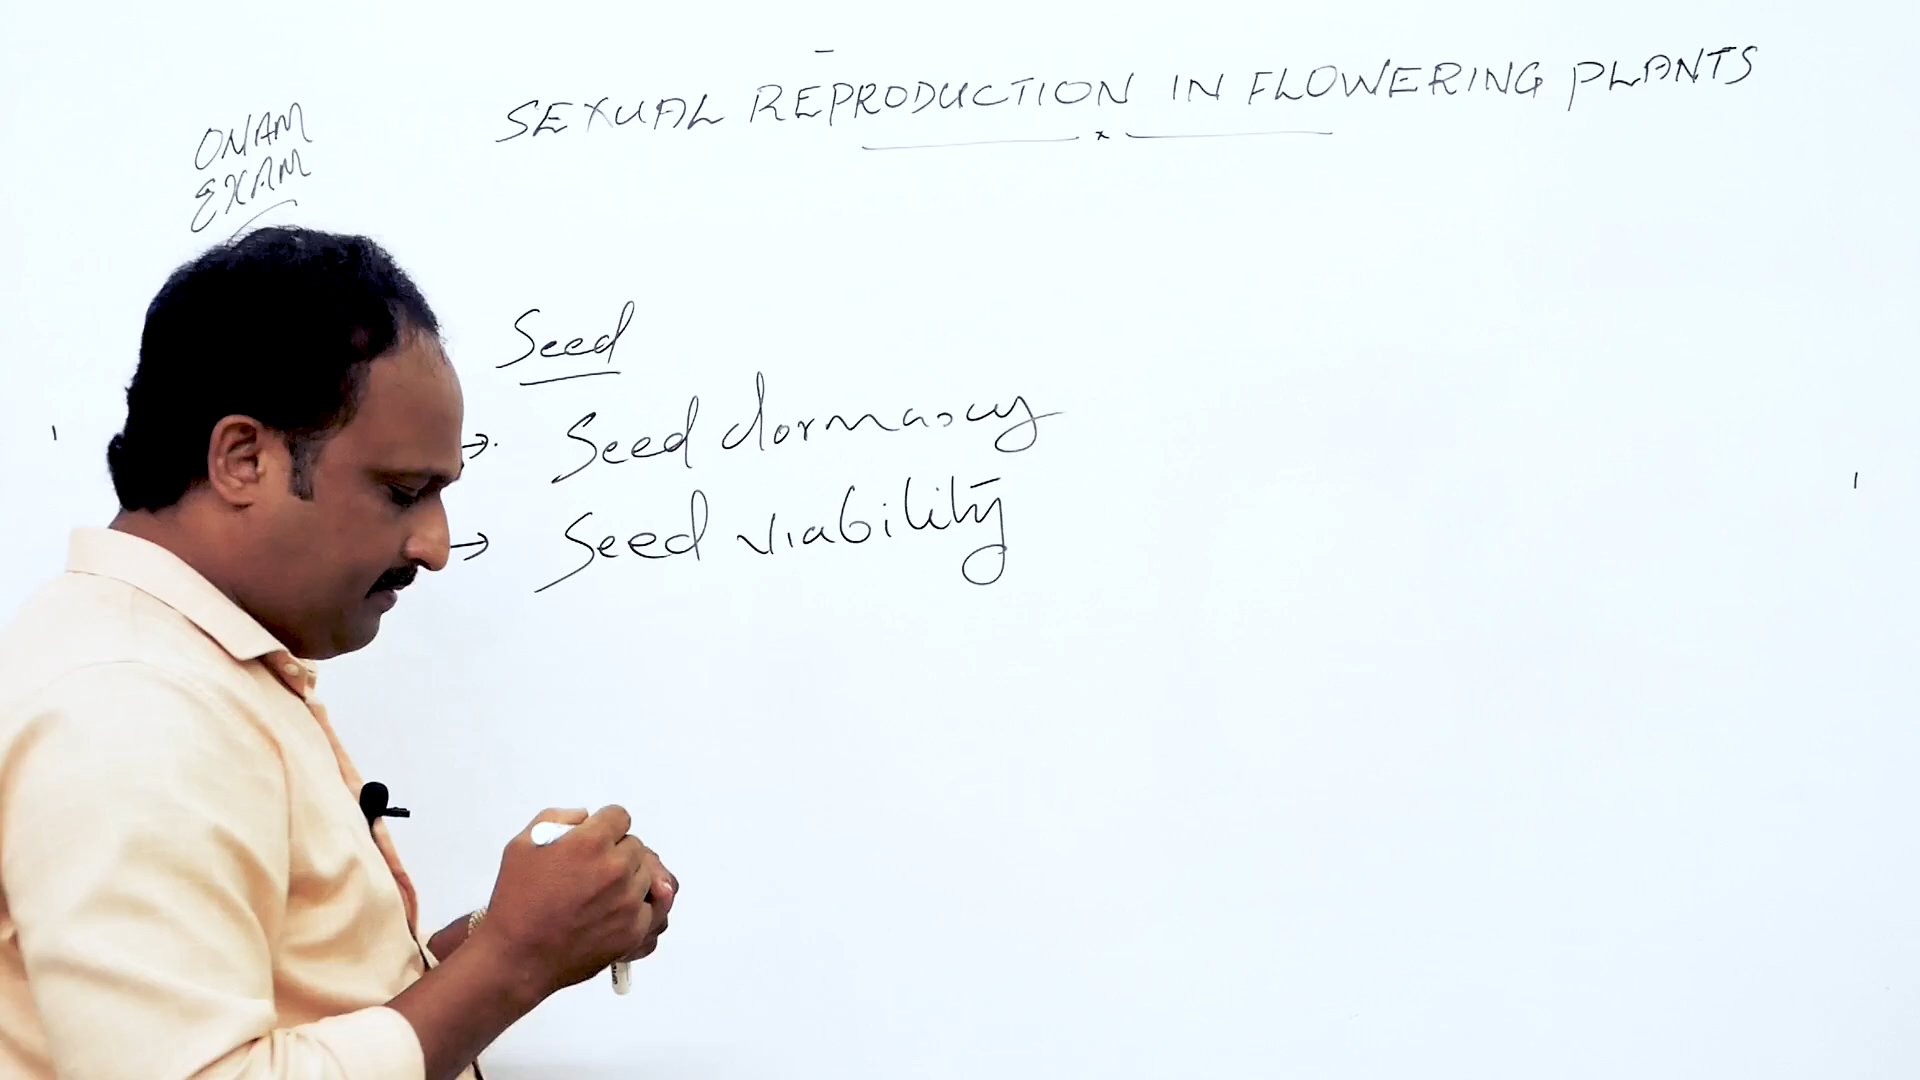 ONAM
EXAM
SEXUAL REPRODUCTION IN FLOWERING PLANTS
Seed
→ Seed dormancy
→ Seed viability